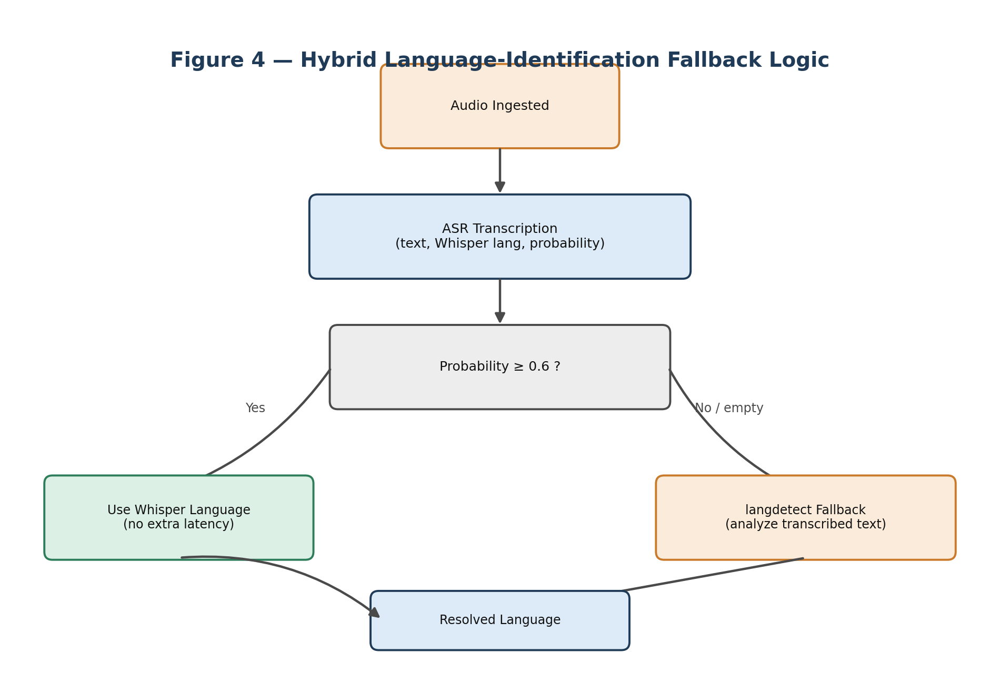 Figure 4 — Hybrid Language-Identification Fallback Logic
Audio Ingested
ASR Transcription
(text, Whisper lang, probability)
Probability ≥ 0.6 ?
Yes
No / empty
Use Whisper Language
(no extra latency)
langdetect Fallback
(analyze transcribed text)
Resolved Language